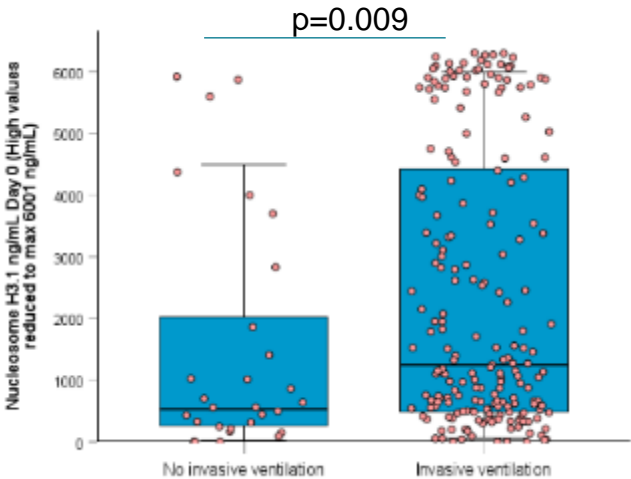 p=0.009
Nucleosome H3.1 ng/mL Day 0 (High values
reduced to max 6001 ng/mL)
6000
5000
4000
3000
2000
1000
0
No invasive ventilation
Invasive ventilation